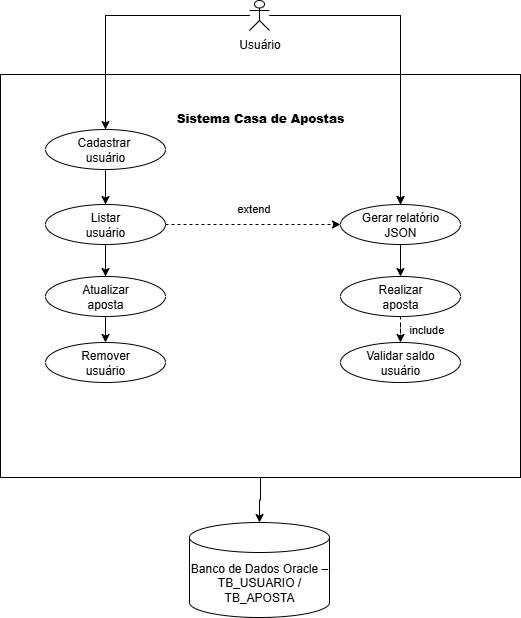 Usuário
Sistema Casa de Apostas
Cadastrar
usuário
Listar
usuário
extend
Gerar relatório
JSON
Atualizar
aposta
Realizar
aposta
include
Remover
usuário
Validar saldo
usuário
Banco de Dados Oracle –
TB_USUARIO /
TB_APOSTA